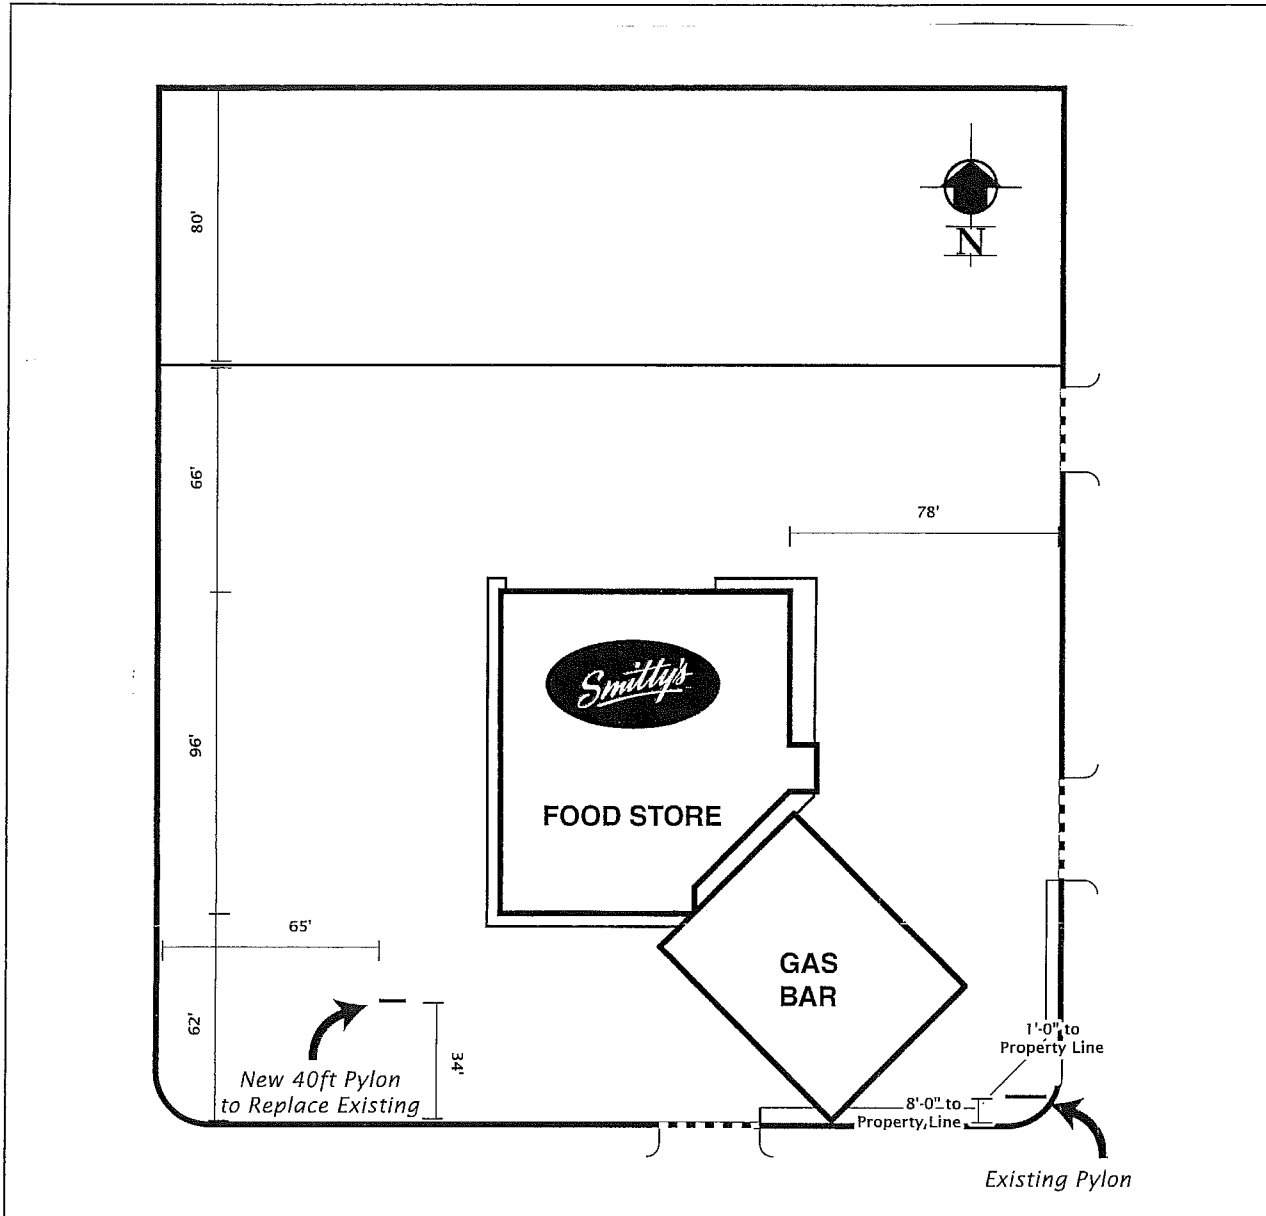 80'
N
66'
78'
Smitty's
96'
FOOD STORE
65'
GAS
BAR
62'
34'
1'-0" to
Property Line
New 40ft Pylon
to Replace Existing
8'-0" to
Property Line
Existing Pylon